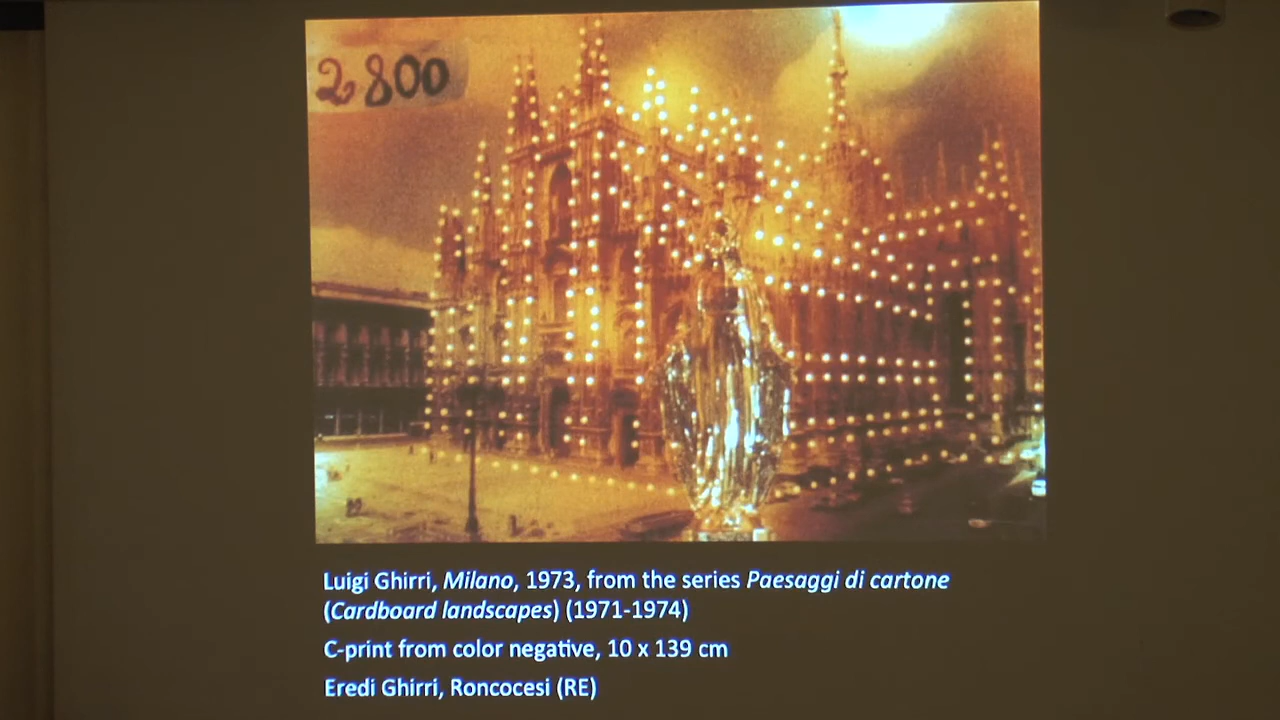 2800
Luigi Ghirri, Milano, 1973, from the series Paesaggi di cartone
(Cardboard landscapes) (1971-1974)
C-print from color negative, 10 x 139 cm
Eredi Ghirri, Roncocesi (RE)